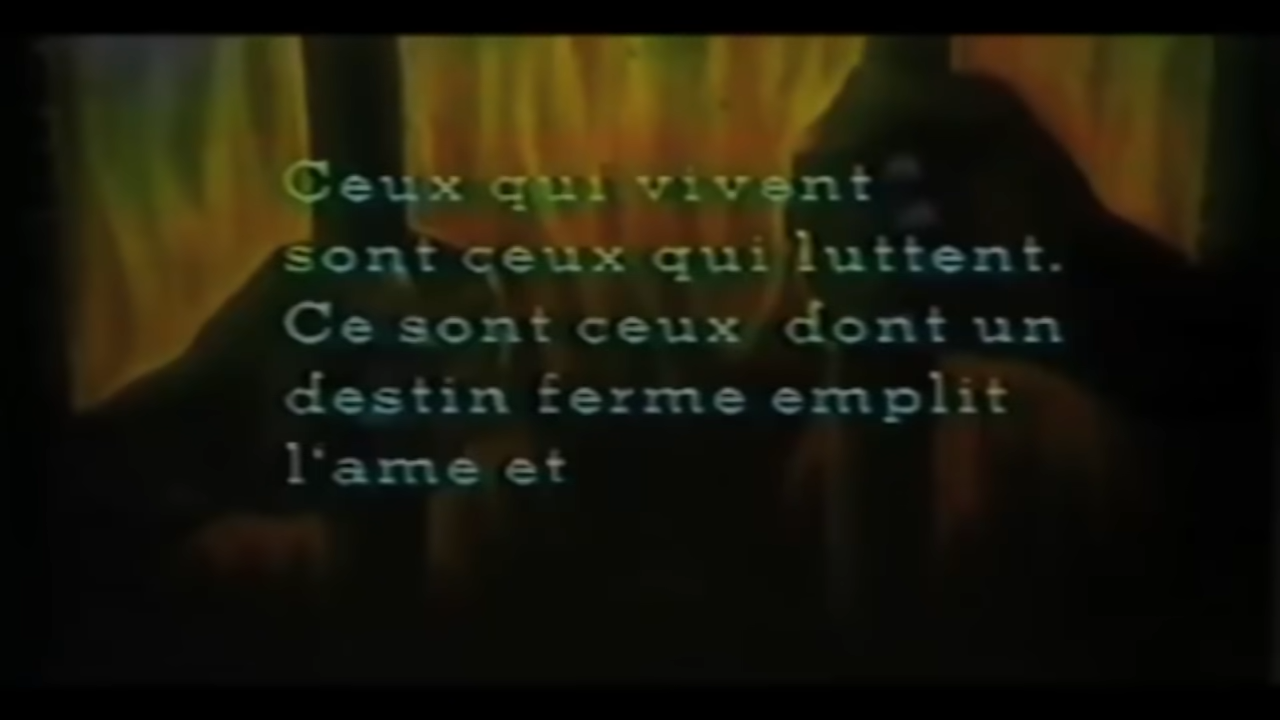 Ceux qui vivent
sont ceux qui luttent.
Ce sont ceux dont un
destin ferme emplit
l'ame et